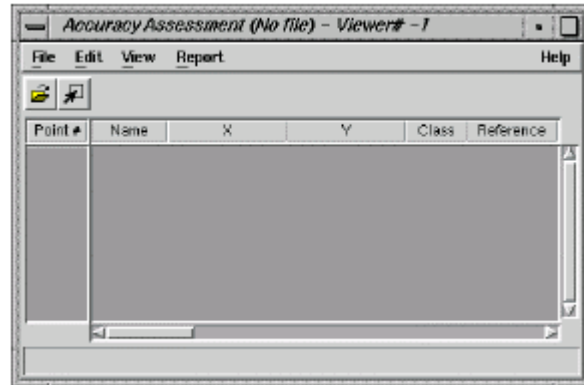 Accuracy Assessment (No file) - Viewer# -1
File Edit View Report Help
Point # Name X Y Class Reference